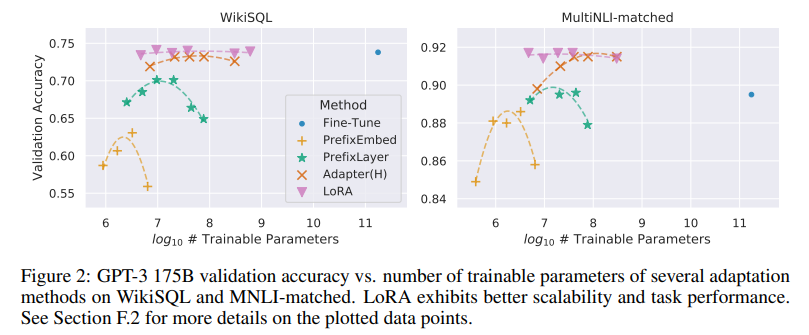 WikiSQL
MultiNLI-matched
Validation Accuracy
0.75
0.70
0.65
0.60
0.55
6 7 8 9 10 11
log10 # Trainable Parameters
Method
Fine-Tune
PrefixEmbed
PrefixLayer
Adapter(H)
LoRA
0.92
0.90
0.88
0.86
0.84
6 7 8 9 10 11
log10 # Trainable Parameters
Figure 2: GPT-3 175B validation accuracy vs. number of trainable parameters of several adaptation
methods on WikiSQL and MNLI-matched. LoRA exhibits better scalability and task performance.
See Section F.2 for more details on the plotted data points.